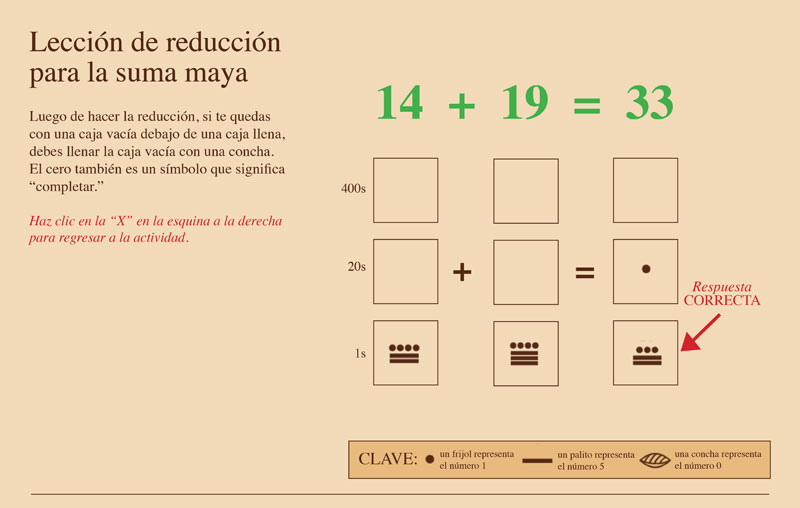 Lección de reducción
para la suma maya
Luego de hacer la reducción, si te quedas
con una caja vacía debajo de una caja llena,
debes llenar la caja vacía con una concha.
El cero también es un símbolo que significa
“completar.”
Haz clic en la “X” en la esquina a la derecha
para regresar a la actividad.
14 + 19 = 33
400s
20s
+ =
Respuesta
CORRECTA
1s
CLAVE:
un frijol representa
el número 1
un palito representa
el número 5
una concha representa
el número 0